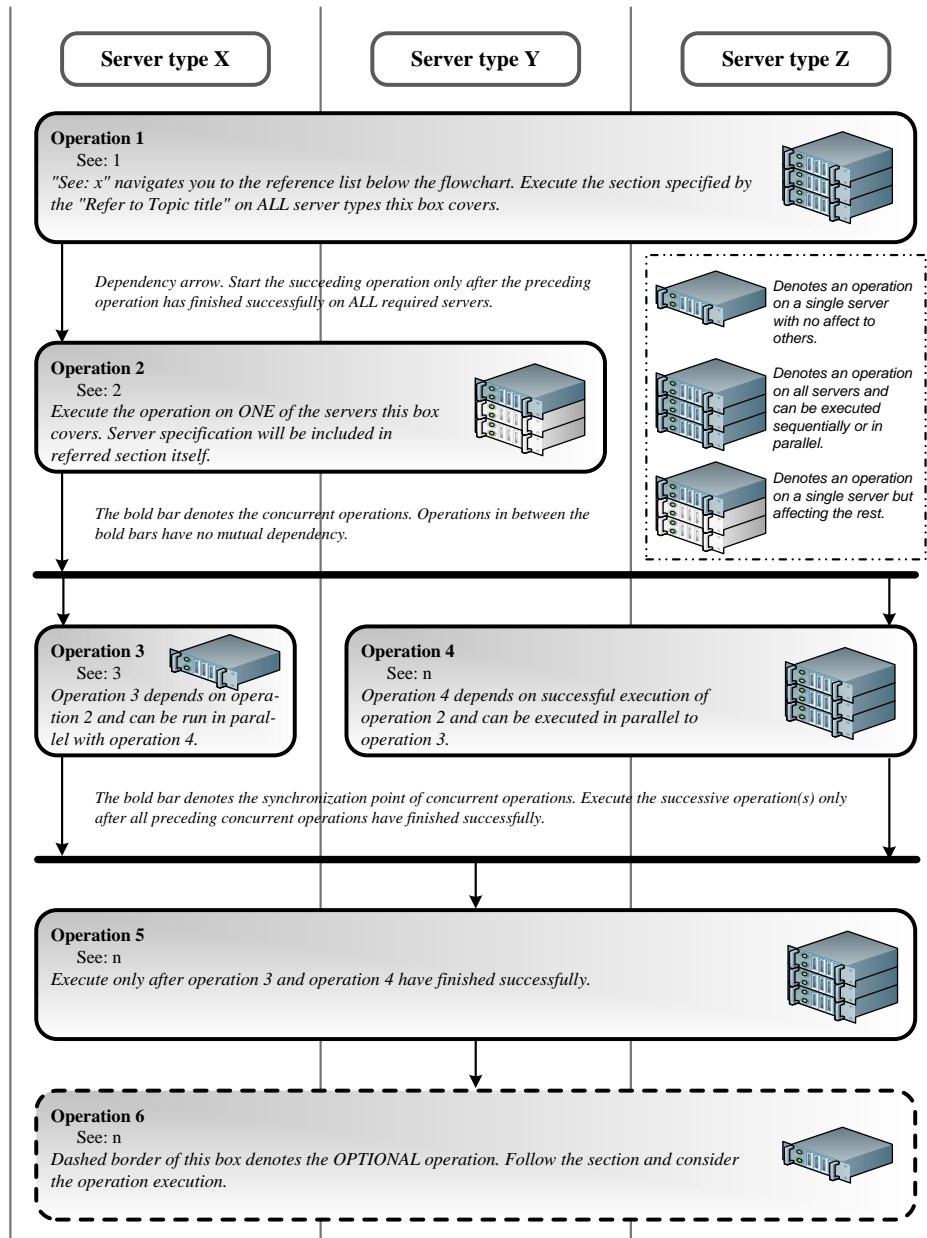 Server type X
Server type Y
Server type Z
Operation 1
See: 1
"See: x" navigates you to the reference list below the flowchart. Execute the section specified by
the "Refer to Topic title" on ALL server types thix box covers.
Dependency arrow. Start the succeeding operation only after the preceding
operation has finished successfully on ALL required servers.
Denotes an operation
on a single server
with no affect to
others.
Denotes an operation
on all servers and
can be executed
sequentially or in
parallel.
Denotes an operation
on a single server but
affecting the rest.
Operation 2
See: 2
Execute the operation on ONE of the servers this box
covers. Server specification will be included in
referred section itself.
The bold bar denotes the concurrent operations. Operations in between the
bold bars have no mutual dependency.
Operation 3
See: 3
Operation 3 depends on opera-
tion 2 and can be run in paral-
lel with operation 4.
Operation 4
See: n
Operation 4 depends on successful execution of
operation 2 and can be executed in parallel to
operation 3.
The bold bar denotes the synchronization point of concurrent operations. Execute the successive operation(s) only
after all preceding concurrent operations have finished successfully.
Operation 5
See: n
Execute only after operation 3 and operation 4 have finished successfully.
Operation 6
See: n
Dashed border of this box denotes the OPTIONAL operation. Follow the section and consider
the operation execution.